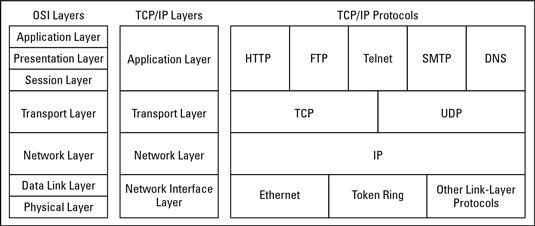 OSI Layers TCP/IP Layers TCP/IP Protocols
Application Layer
Presentation Layer
Session Layer
Application Layer
HTTP FTP Telnet SMTP DNS
Transport Layer Transport Layer TCP UDP
Network Layer Network Layer IP
Data Link Layer
Physical Layer
Network Interface
Layer
Ethernet Token Ring Other Link-Layer
Protocols